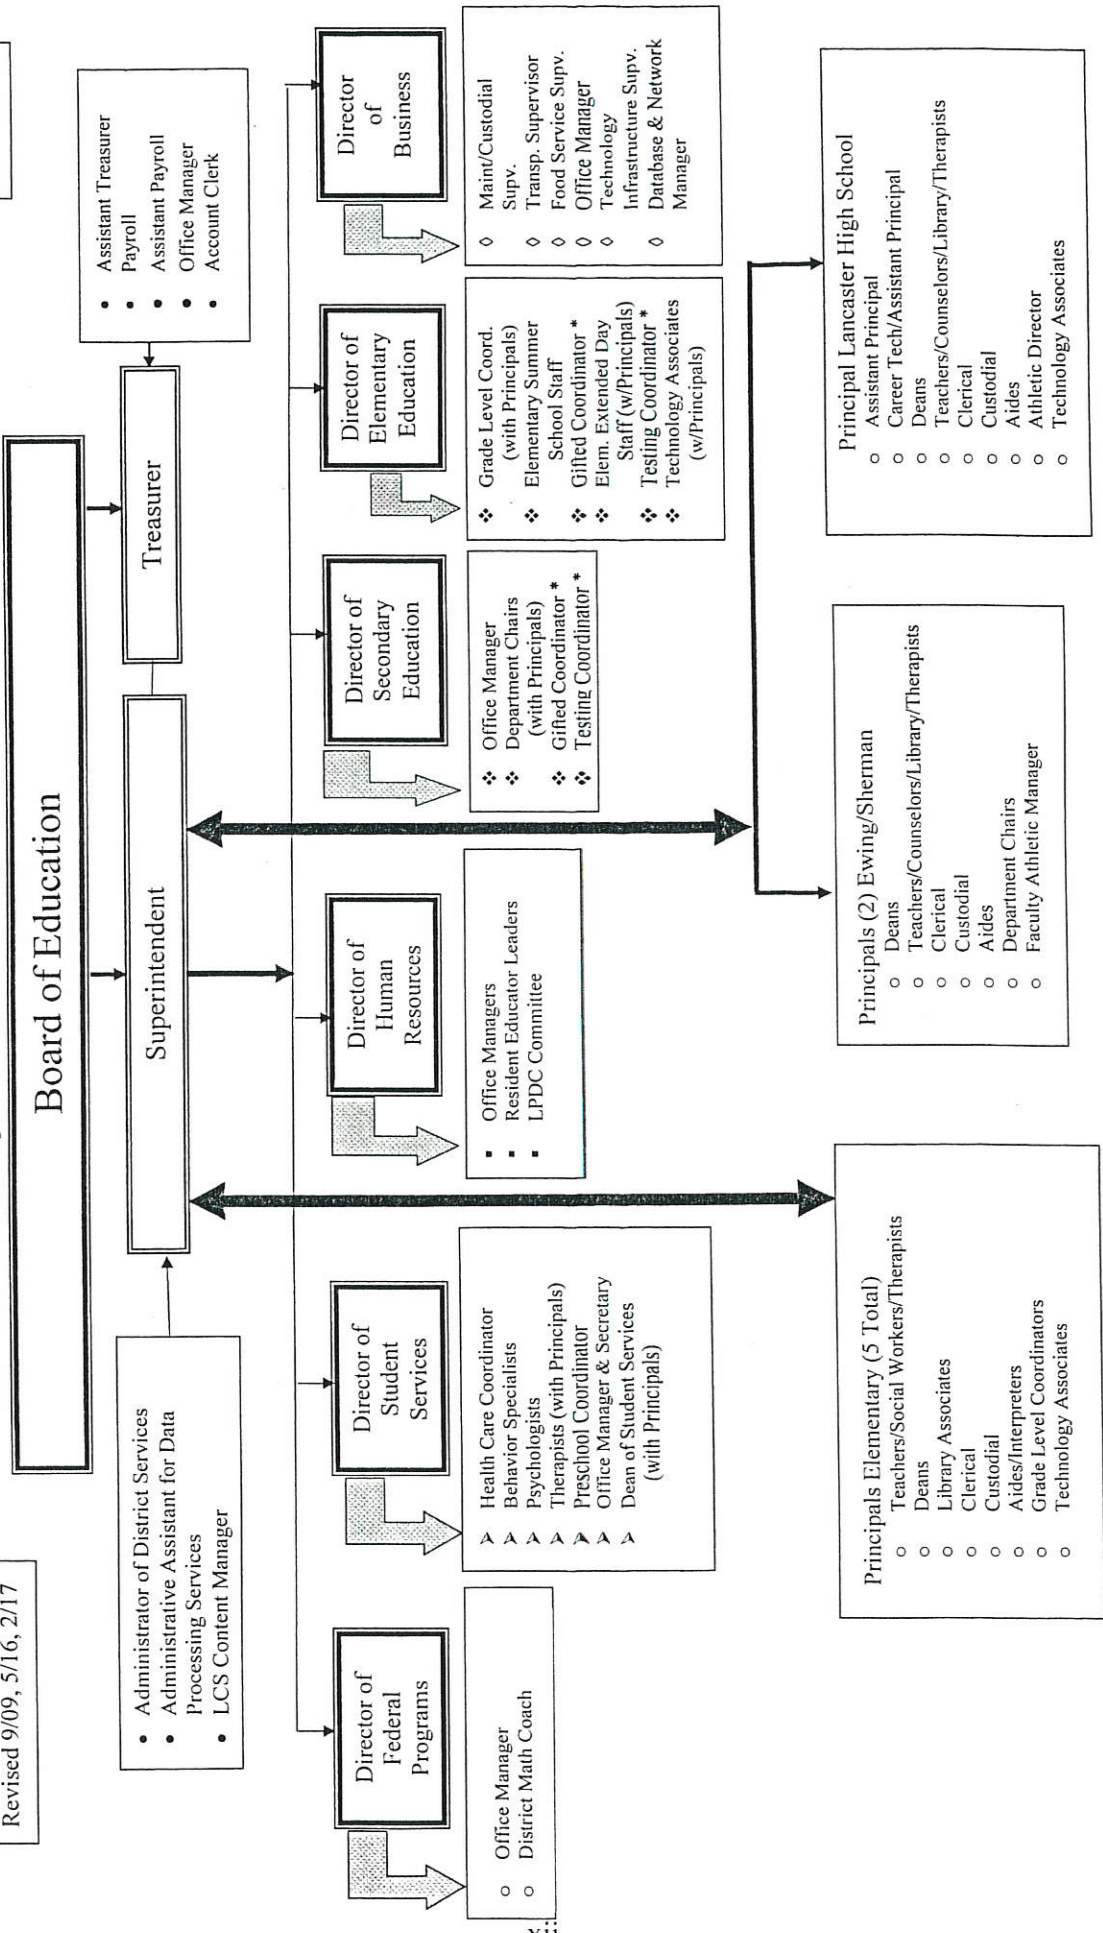 Revised 9/09, 5/16, 2/17
Board of Education
Superintendent
Treasurer
• Administrator of District Services
• Administrative Assistant for Data
Processing Services
• LCS Content Manager
• Assistant Treasurer
• Payroll
• Assistant Payroll
• Office Manager
• Account Clerk
Director of
Federal
Programs
Director of
Student
Services
Director of
Human
Resources
Director of
Secondary
Education
Director of
Elementary
Education
Director
of
Business
○ Office Manager
○ District Math Coach
➢ Health Care Coordinator
➢ Behavior Specialists
➢ Psychologists
➢ Therapists (with Principals)
➢ Preschool Coordinator
➢ Office Manager & Secretary
➢ Dean of Student Services
(with Principals)
▪ Office Managers
▪ Resident Educator Leaders
▪ LPDC Committee
❖ Office Manager
❖ Department Chairs
(with Principals)
❖ Gifted Coordinator *
❖ Testing Coordinator *
❖ Grade Level Coord.
(with Principals)
❖ Elementary Summer
School Staff
❖ Gifted Coordinator *
❖ Elem. Extended Day
Staff (w/Principals)
❖ Testing Coordinator *
❖ Technology Associates
(w/Principals)
◊ Maint/Custodial
Supv.
◊ Transp. Supervisor
◊ Food Service Supv.
◊ Office Manager
◊ Technology
Infrastructure Supv.
◊ Database & Network
Manager
Principals Elementary (5 Total)
○ Teachers/Social Workers/Therapists
○ Deans
○ Library Associates
○ Clerical
○ Custodial
○ Aides/Interpreters
○ Grade Level Coordinators
○ Technology Associates
Principals (2) Ewing/Sherman
○ Deans
○ Teachers/Counselors/Library/Therapists
○ Clerical
○ Custodial
○ Aides
○ Department Chairs
○ Faculty Athletic Manager
Principal Lancaster High School
○ Assistant Principal
○ Career Tech/Assistant Principal
○ Deans
○ Teachers/Counselors/Library/Therapists
○ Clerical
○ Custodial
○ Aides
○ Athletic Director
○ Technology Associates